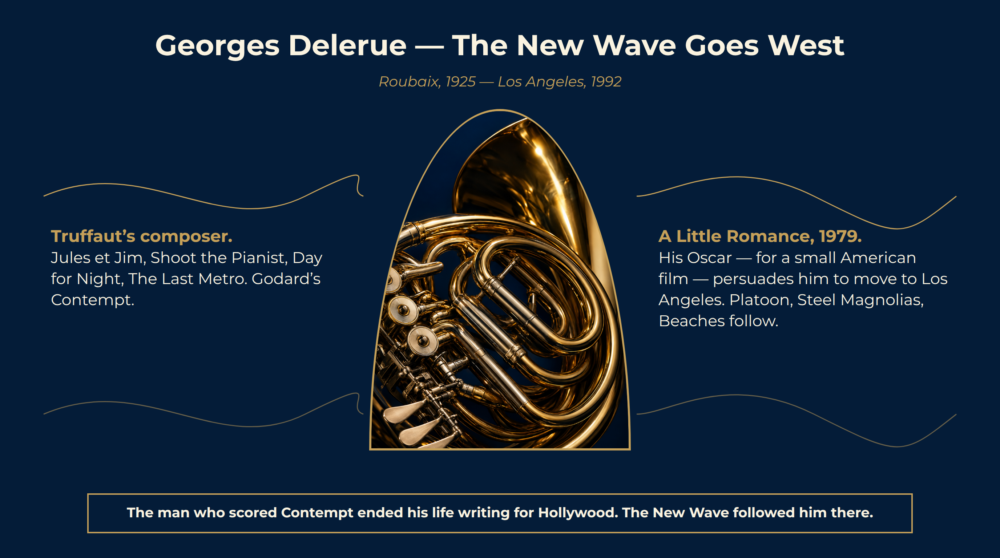 Georges Delerue — The New Wave Goes West
Roubaix, 1925 — Los Angeles, 1992
Truffaut’s composer.
Jules et Jim, Shoot the Pianist, Day
for Night, The Last Metro. Godard’s
Contempt.
A Little Romance, 1979.
His Oscar — for a small American
film — persuades him to move to Los
Angeles. Platoon, Steel Magnolias,
Beaches follow.
The man who scored Contempt ended his life writing for Hollywood. The New Wave followed him there.